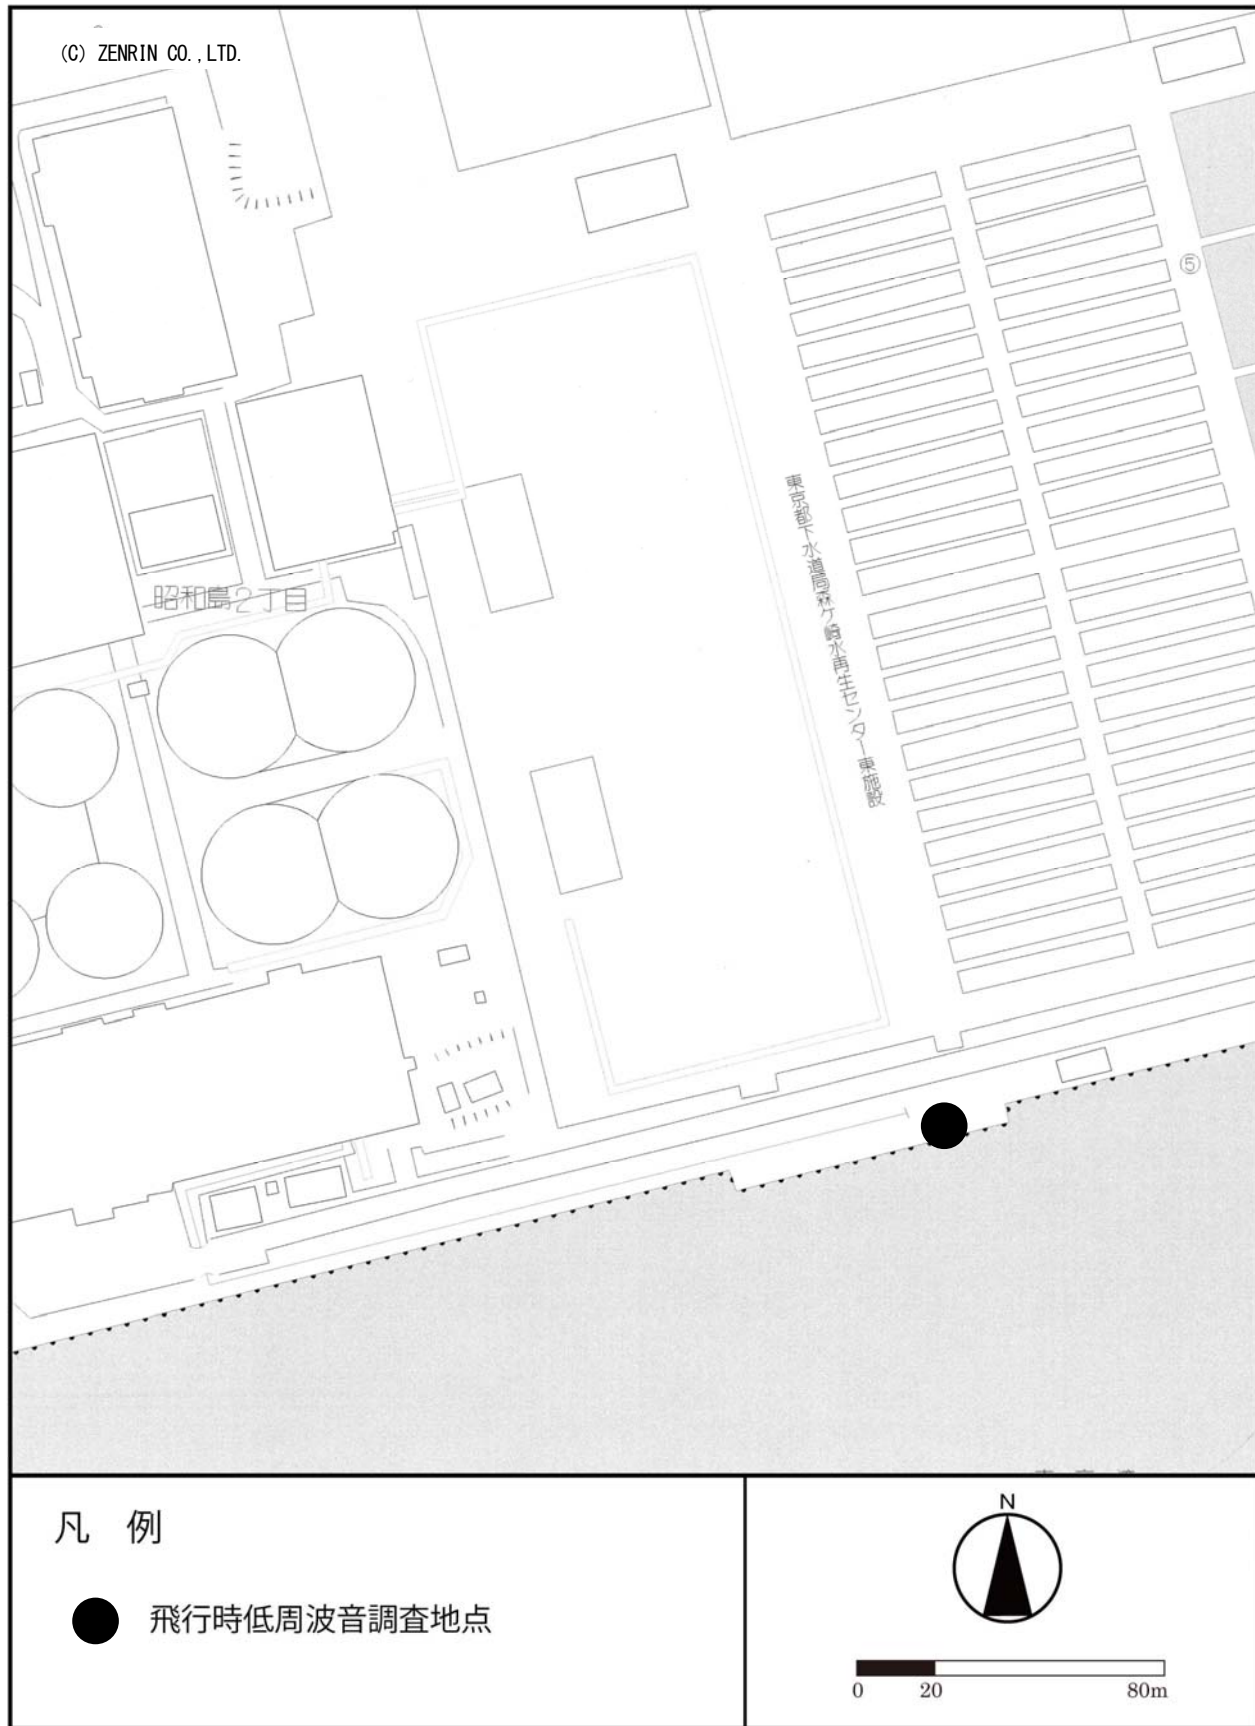 (C) ZENRIN CO.,LTD.
⑤
東京都下水道局森ケ崎水再生センター東施設
昭和島2丁目
凡 例
飛行時低周波音調査地点
N
0 20 80m